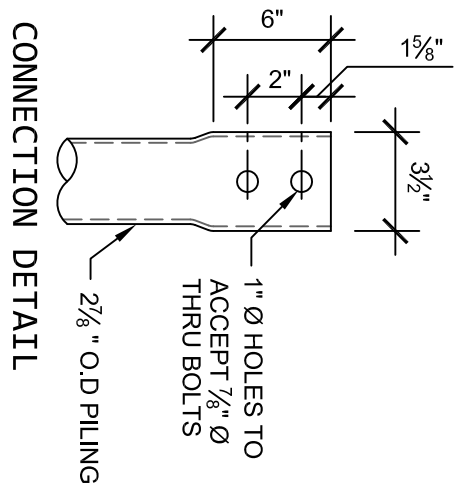 6"
1⅝"
2"
3½"
1" Ø HOLES TO
ACCEPT ⅞" Ø
THRU BOLTS
2⅞ " O.D PILING
CONNECTION DETAIL